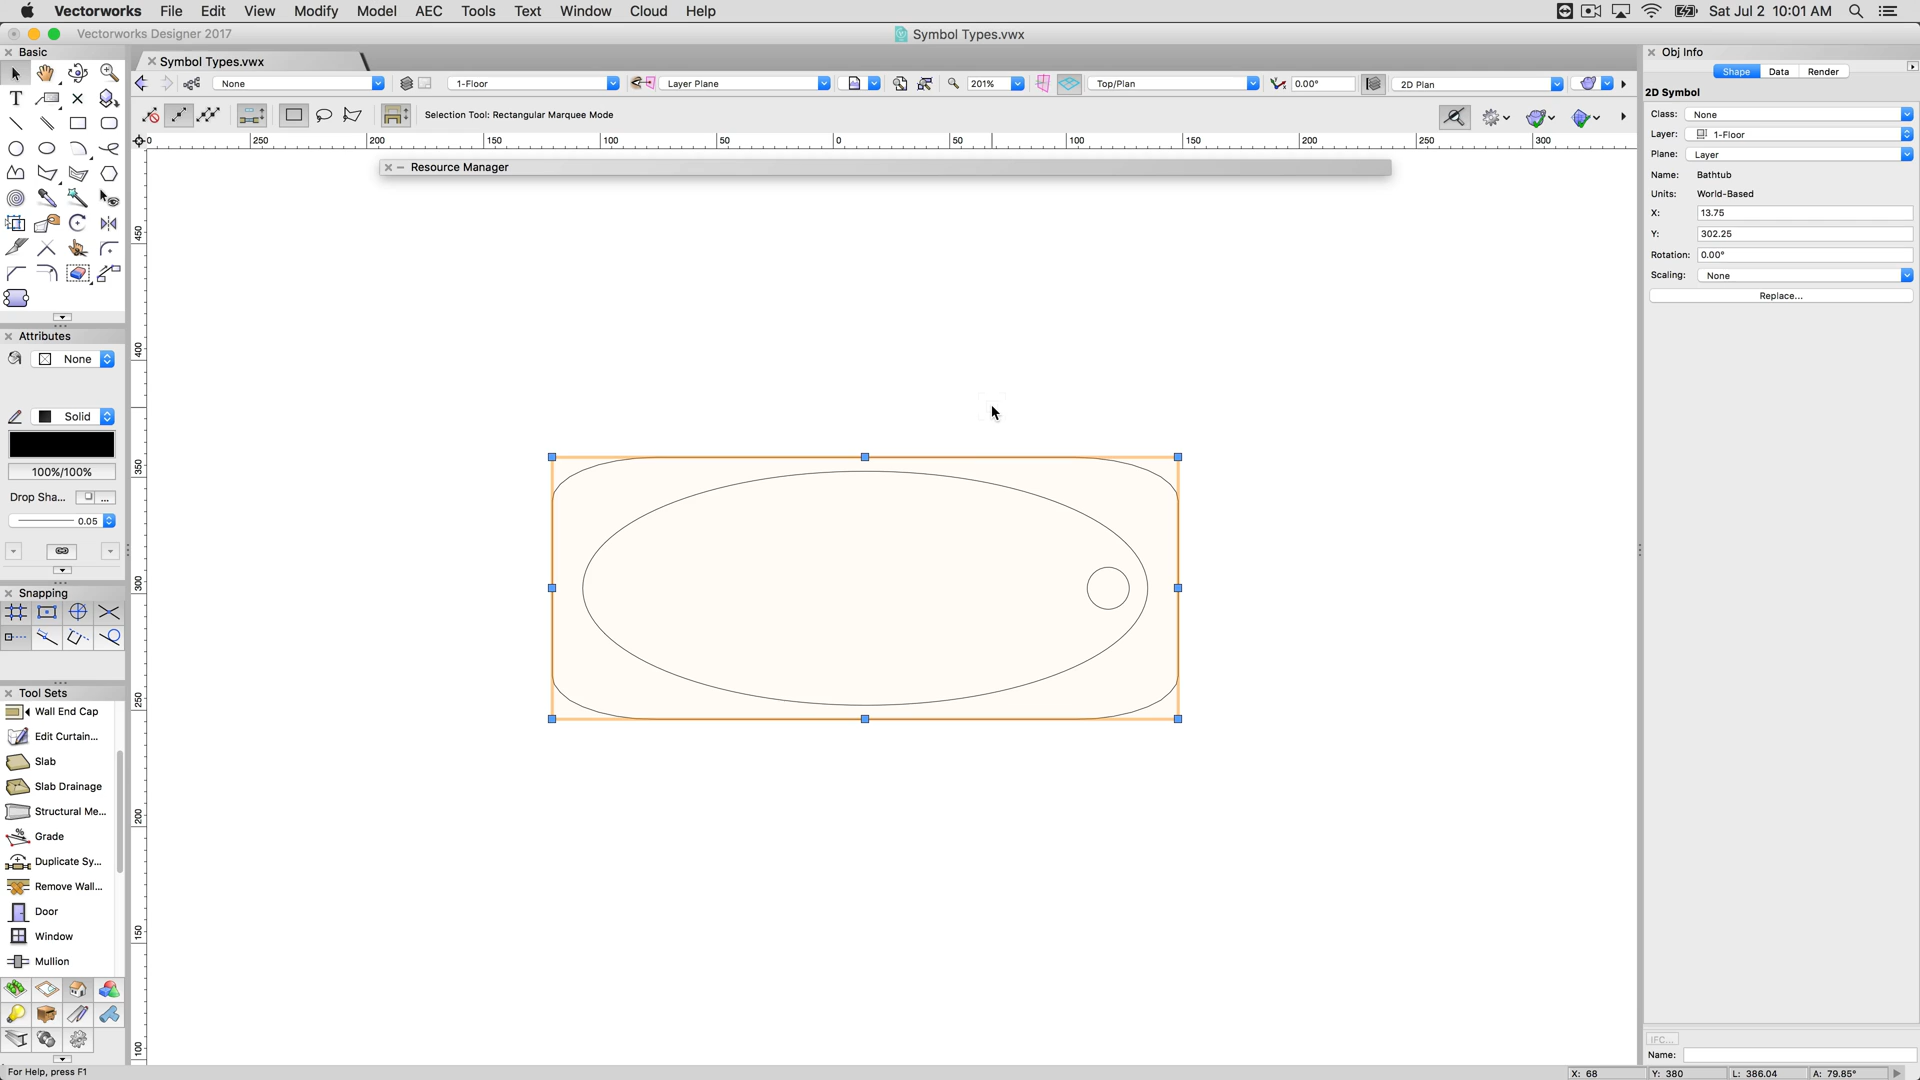 Vectorworks File Edit View Modify Model AEC Tools Text Window Cloud Help Sat Jul 2 10:01 AM
Vectorworks Designer 2017 Symbol Types.vwx
Basic
Symbol Types.vwx
None 1-Floor Layer Plane 201% Top/Plan 0.00° 2D Plan
Selection Tool: Rectangular Marquee Mode
250 200 150 100 50 0 50 100 150 200 250 300
Resource Manager
450
400
350
300
250
200
150
100
Attributes
None
Solid
100%/100%
Drop Sha... ...
0.05
Snapping
Tool Sets
Wall End Cap
Edit Curtain...
Slab
Slab Drainage
Structural Me...
Grade
Duplicate Sy...
Remove Wall...
Door
Window
Mullion
For Help, press F1
Obj Info
Shape Data Render
2D Symbol
Class: None
Layer: 1-Floor
Plane: Layer
Name: Bathtub
Units: World-Based
X: 13.75
Y: 302.25
Rotation: 0.00°
Scaling: None
Replace...
IFC...
Name:
X: 68 Y: 380 L: 386.04 A: 79.85°